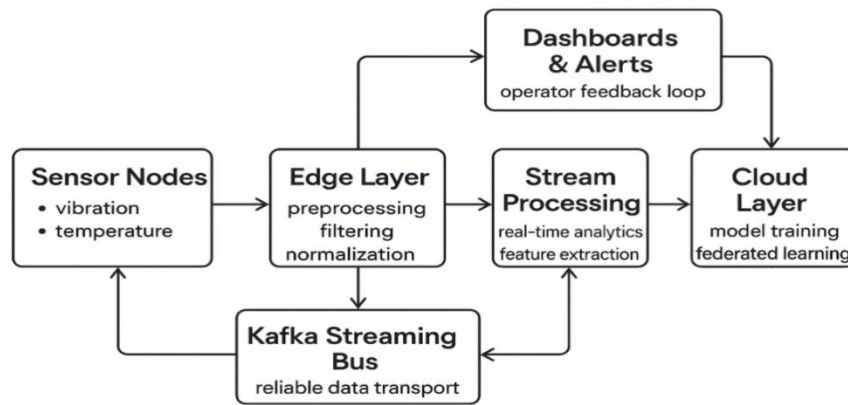 Dashboards
& Alerts
operator feedback loop
Sensor Nodes
• vibration
• temperature
Edge Layer
preprocessing
filtering
normalization
Stream
Processing
real-time analytics
feature extraction
Cloud
Layer
model training
federated learning
Kafka Streaming
Bus
reliable data transport